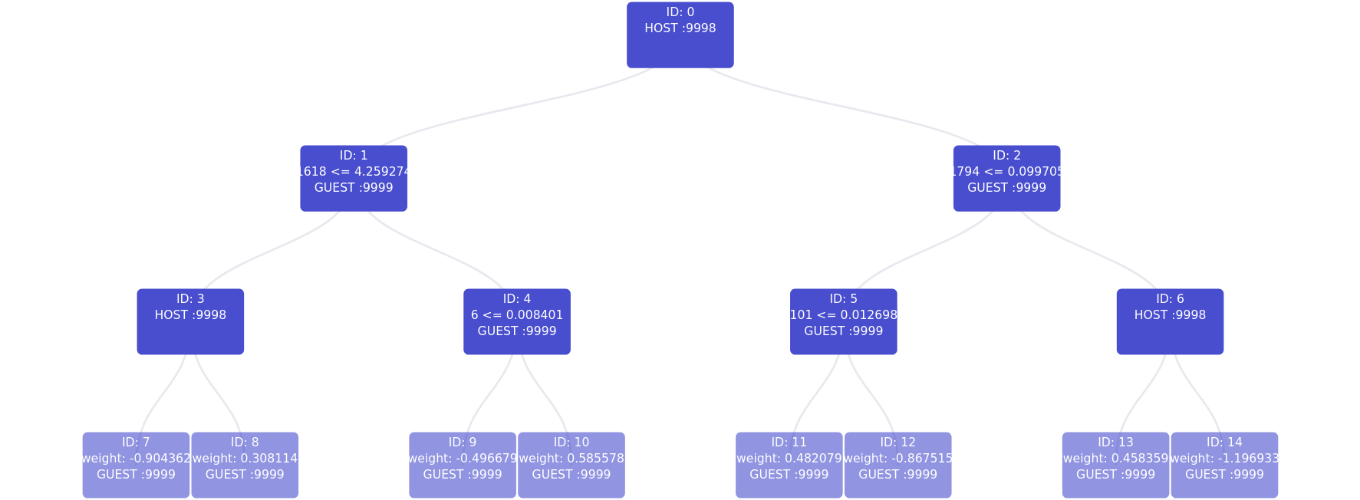 ID: 0
HOST :9998
ID: 1
1618 <= 4.259274
GUEST :9999
ID: 2
1794 <= 0.099705
GUEST :9999
ID: 3
HOST :9998
ID: 4
6 <= 0.008401
GUEST :9999
ID: 5
101 <= 0.012698
GUEST :9999
ID: 6
HOST :9998
ID: 7
weight: -0.904362
GUEST :9999
ID: 8
weight: 0.308114
GUEST :9999
ID: 9
weight: -0.496679
GUEST :9999
ID: 10
weight: 0.585578
GUEST :9999
ID: 11
weight: 0.482079
GUEST :9999
ID: 12
weight: -0.867515
GUEST :9999
ID: 13
weight: 0.458359
GUEST :9999
ID: 14
weight: -1.196933
GUEST :9999